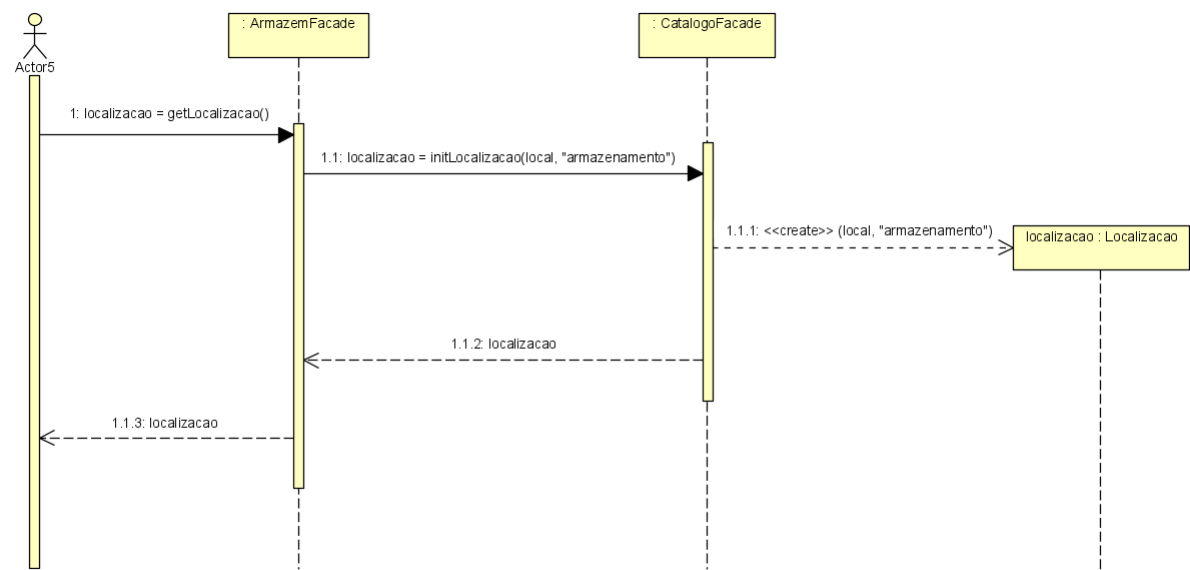 : ArmazemFacade
: CatalogoFacade
Actor5
1: localizacao = getLocalizacao()
1.1: localizacao = initLocalizacao(local, "armazenamento")
1.1.1: <<create>> (local, "armazenamento")
localizacao : Localizacao
1.1.2: localizacao
1.1.3: localizacao